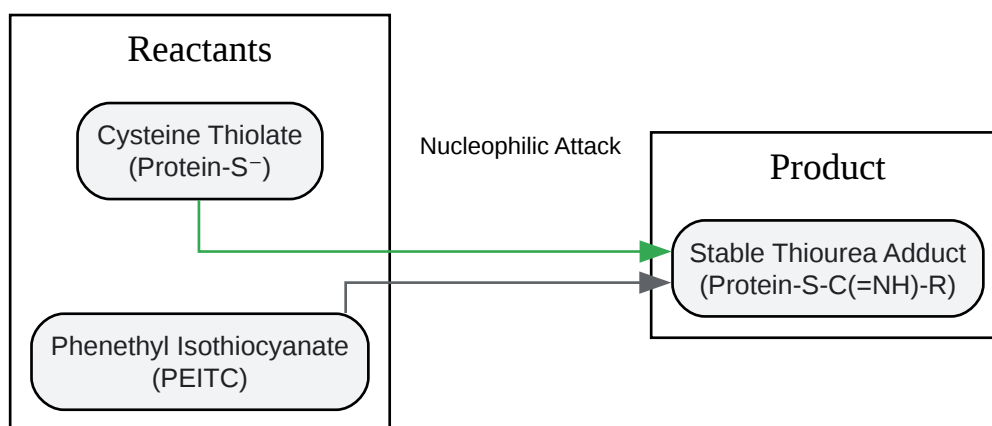 Reactants
Cysteine Thiolate
(Protein-S⁻)
Nucleophilic Attack
Phenethyl Isothiocyanate
(PEITC)
Product
Stable Thiourea Adduct
(Protein-S-C(=NH)-R)